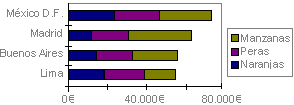 México D.F.
Madrid
Buenos Aires
Lima
0€
40.000€
80.000€
Manzanas
Peras
Naranjas